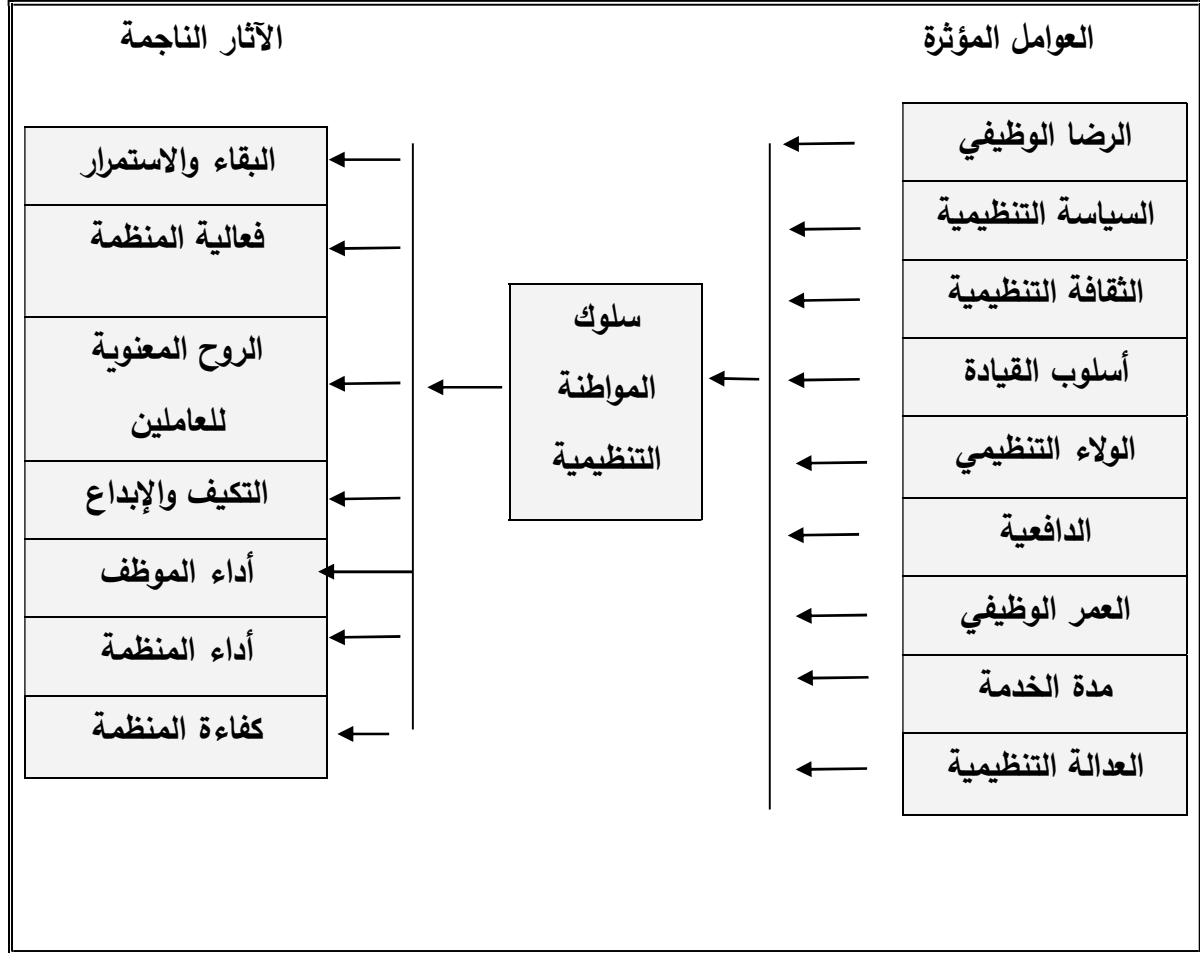 العوامل المؤثرة
الآثار الناجمة
الرضا الوظيفي
السياسة التنظيمية
الثقافة التنظيمية
أسلوب القيادة
الولاء التنظيمي
الدافعية
العمر الوظيفي
مدة الخدمة
العدالة التنظيمية
سلوك
المواطنة
التنظيمية
البقاء والاستمرار
فعالية المنظمة
الروح المعنوية
للعاملين
التكيف والإبداع
أداء الموظف
أداء المنظمة
كفاءة المنظمة